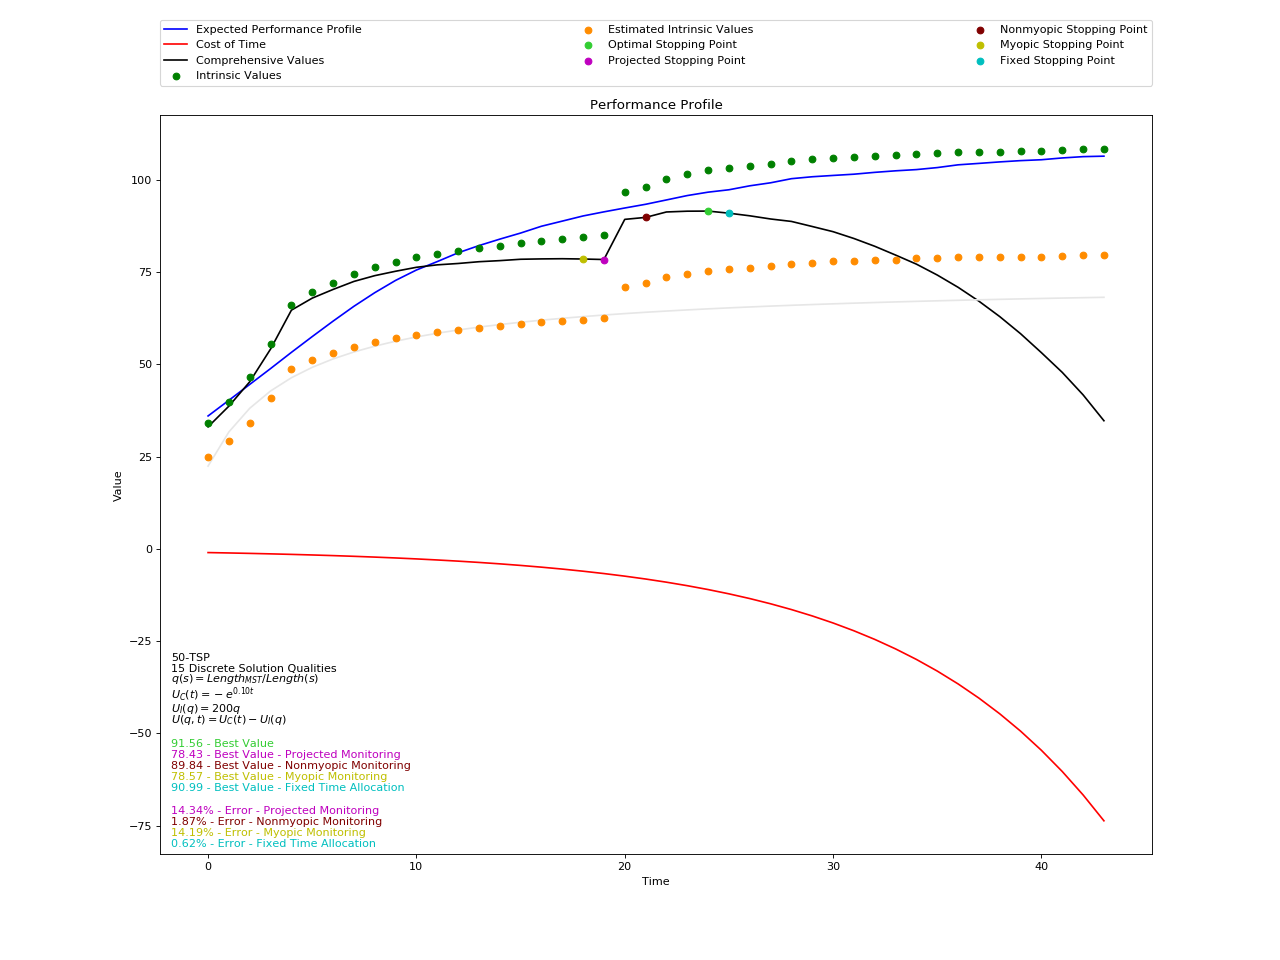 Expected Performance Profile
Cost of Time
Comprehensive Values
Intrinsic Values
Estimated Intrinsic Values
Optimal Stopping Point
Projected Stopping Point
Nonmyopic Stopping Point
Myopic Stopping Point
Fixed Stopping Point
Performance Profile
Value
100
75
50
25
0
−25
−50
−75
50-TSP
15 Discrete Solution Qualities
q(s) = Length_{MST}/Length(s)
U_C(t) = −e^{0.10t}
U_I(q) = 200q
U(q, t) = U_C(t) − U_I(q)
91.56 - Best Value
78.43 - Best Value - Projected Monitoring
89.84 - Best Value - Nonmyopic Monitoring
78.57 - Best Value - Myopic Monitoring
90.99 - Best Value - Fixed Time Allocation
14.34% - Error - Projected Monitoring
1.87% - Error - Nonmyopic Monitoring
14.19% - Error - Myopic Monitoring
0.62% - Error - Fixed Time Allocation
0 10 20 30 40
Time